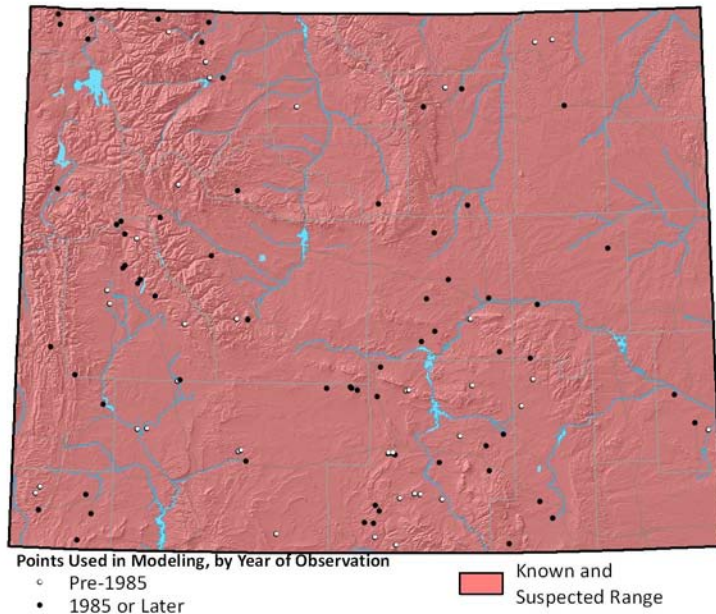 Points Used in Modeling, by Year of Observation
Pre-1985
1985 or Later
Known and
Suspected Range